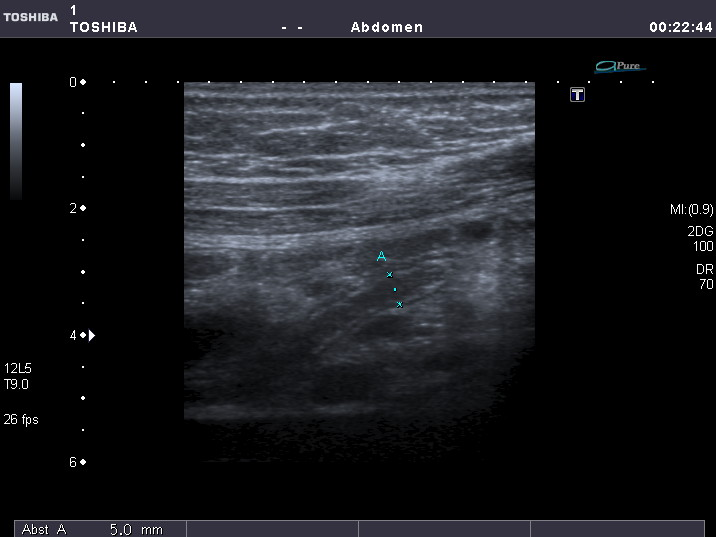 TOSHIBA
1
TOSHIBA - - Abdomen 00:22:44
aPure
T
0
2
4
6
A
MI:(0.9)
2DG
100
DR
70
12L5
T9.0
26 fps
Abst A 5.0 mm